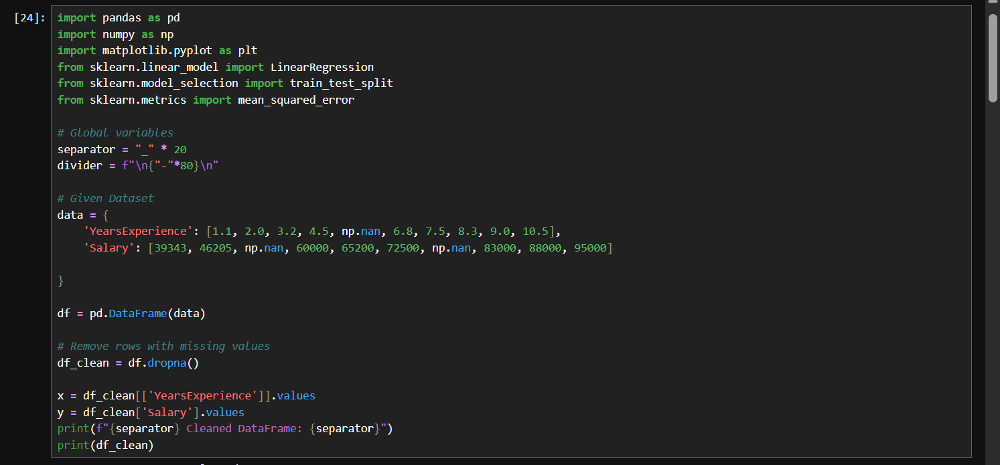 [24]:
import pandas as pd
import numpy as np
import matplotlib.pyplot as plt
from sklearn.linear_model import LinearRegression
from sklearn.model_selection import train_test_split
from sklearn.metrics import mean_squared_error

# Global variables
separator = "_" * 20
divider = f"\n{"-"*80}\n"

# Given Dataset
data = {
    'YearsExperience': [1.1, 2.0, 3.2, 4.5, np.nan, 6.8, 7.5, 8.3, 9.0, 10.5],
    'Salary': [39343, 46205, np.nan, 60000, 65200, 72500, np.nan, 83000, 88000, 95000]

}

df = pd.DataFrame(data)

# Remove rows with missing values
df_clean = df.dropna()

x = df_clean[['YearsExperience']].values
y = df_clean['Salary'].values
print(f"{separator} Cleaned DataFrame: {separator}")
print(df_clean)